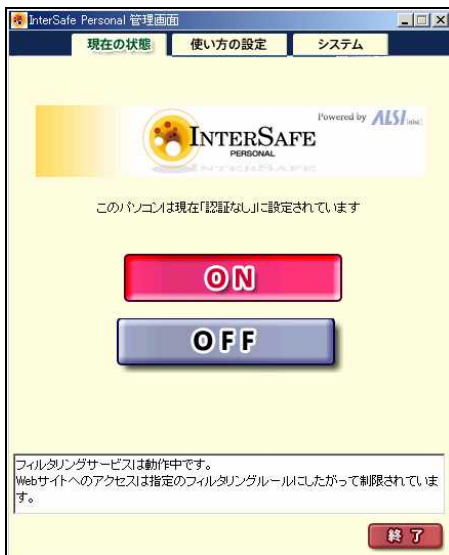 InterSafe Personal 管理画面
現在の状態 使い方の設定 システム
Powered by ALSI
INTERSAFE
PERSONAL
このパソコンは現在「認証なし」に設定されています
ON
OFF
フィルタリングサービスは動作中です。
Webサイトへのアクセスは指定のフィルタリングルールにしたがって制限されていま
す。
終了